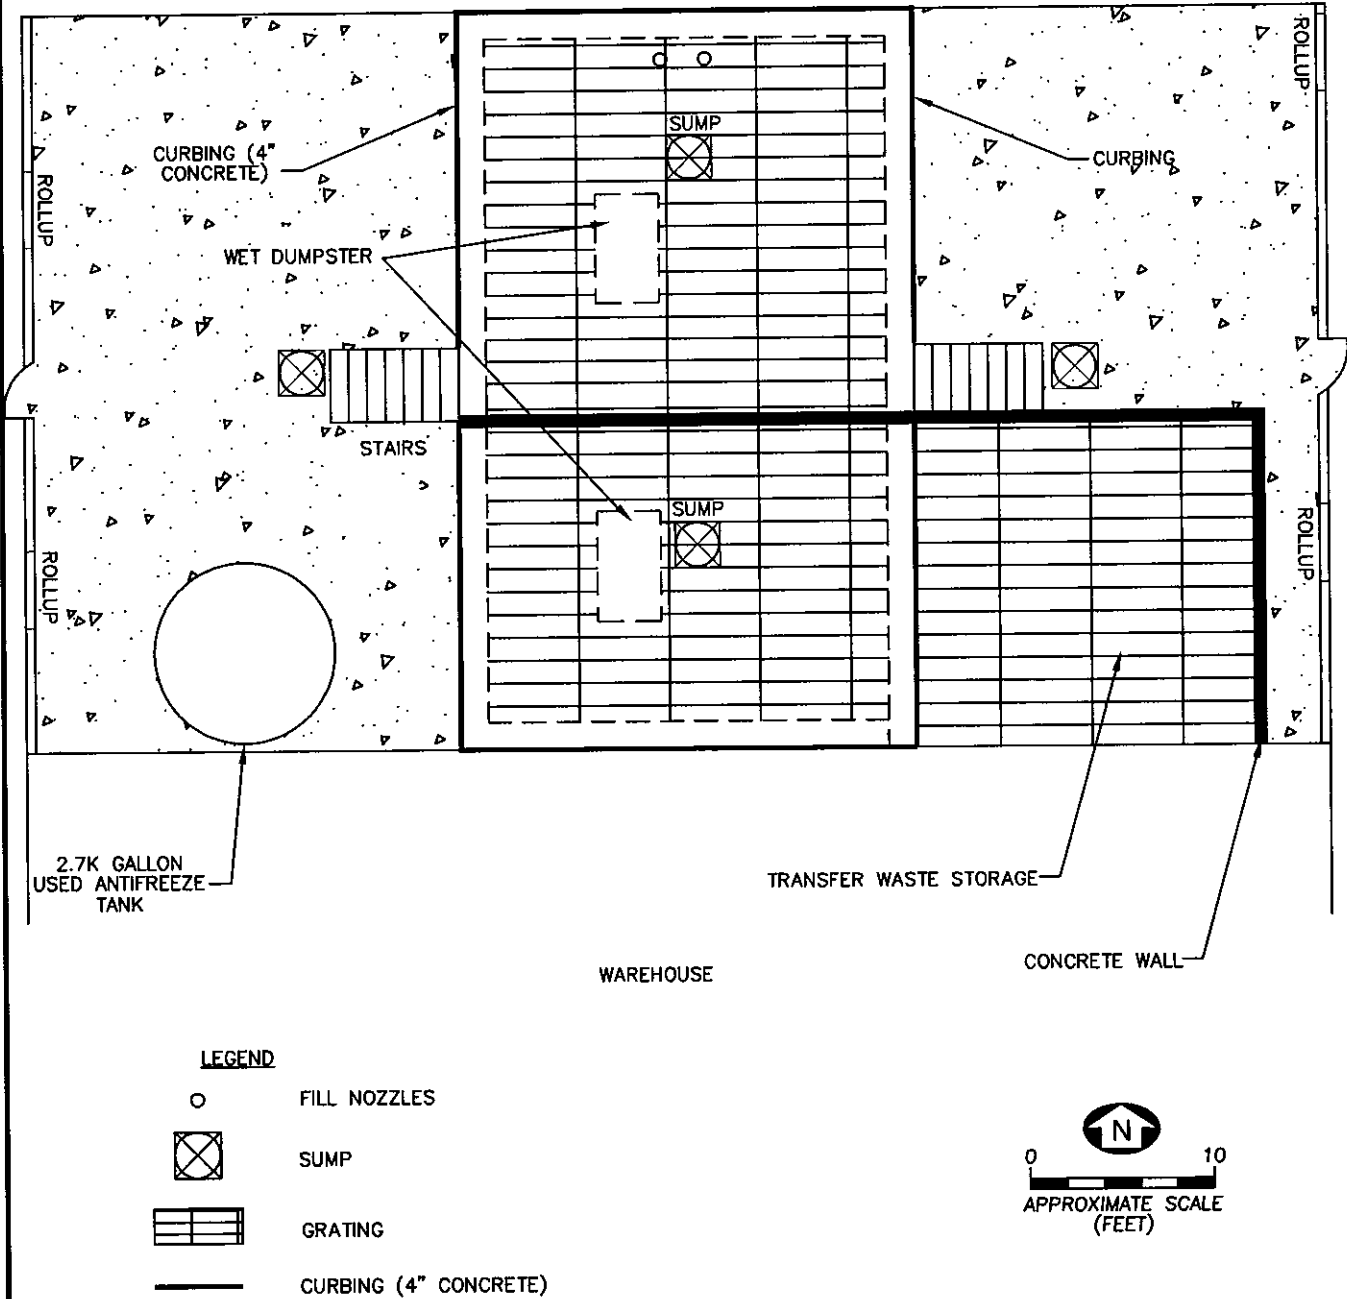 ROLLUP
SUMP
CURBING (4"
CONCRETE)
CURBING
ROLLUP
WET DUMPSTER
STAIRS
SUMP
ROLLUP
ROLLUP
2.7K GALLON
USED ANTIFREEZE
TANK
TRANSFER WASTE STORAGE
CONCRETE WALL
WAREHOUSE
LEGEND
FILL NOZZLES
SUMP
GRATING
CURBING (4" CONCRETE)
N
0 10
APPROXIMATE SCALE
(FEET)